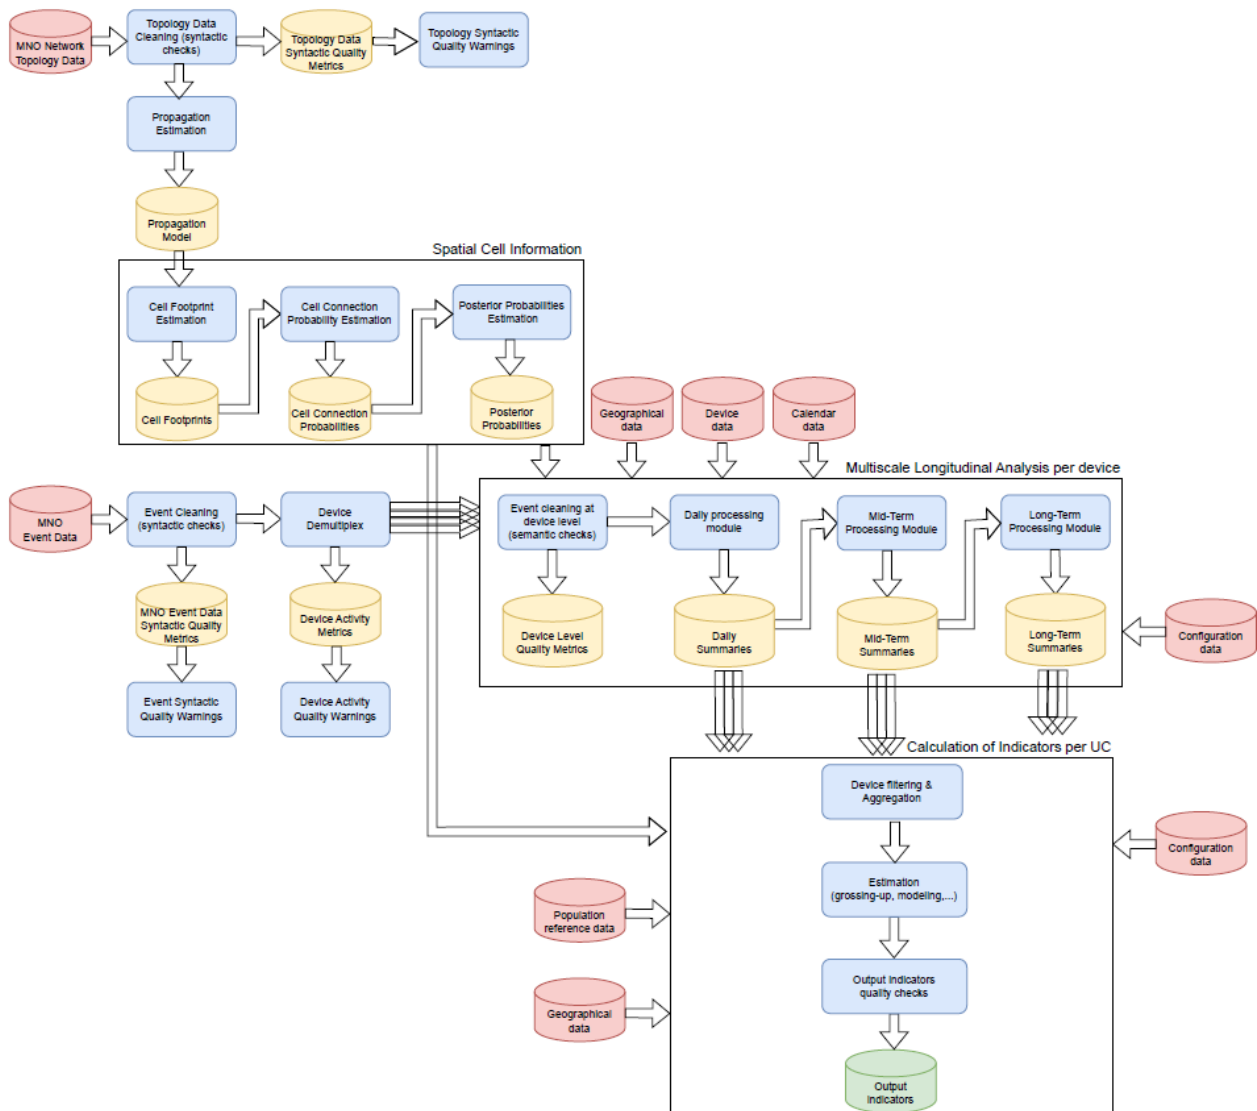 MNO Network
Topology Data
Topology Data
Cleaning (syntactic
checks)
Topology Data
Syntactic Quality
Metrics
Topology Syntactic
Quality Warnings
Propagation
Estimation
Propagation
Model
Spatial Cell Information
Cell Footprint
Estimation
Cell Connection
Probability Estimation
Posterior Probabilities
Estimation
Cell Footprints
Cell Connection
Probabilities
Posterior
Probabilities
Geographical
data
Device
data
Calendar
data
Multiscale Longitudinal Analysis per device
MNO
Event Data
Event Cleaning
(syntactic checks)
Device
Demultiplex
Event cleaning at
device level
(semantic checks)
Daily processing
module
Mid-Term
Processing Module
Long-Term
Processing Module
MNO Event Data
Syntactic Quality
Metrics
Device Activity
Metrics
Device Level
Quality Metrics
Daily
Summaries
Mid-Term
Summaries
Long-Term
Summaries
Configuration
data
Event Syntactic
Quality Warnings
Device Activity
Quality Warnings
Calculation of Indicators per UC
Device filtering &
Aggregation
Configuration
data
Estimation
(grossing-up, modeling,...)
Population
reference data
Output Indicators
quality checks
Geographical
data
Output
Indicators